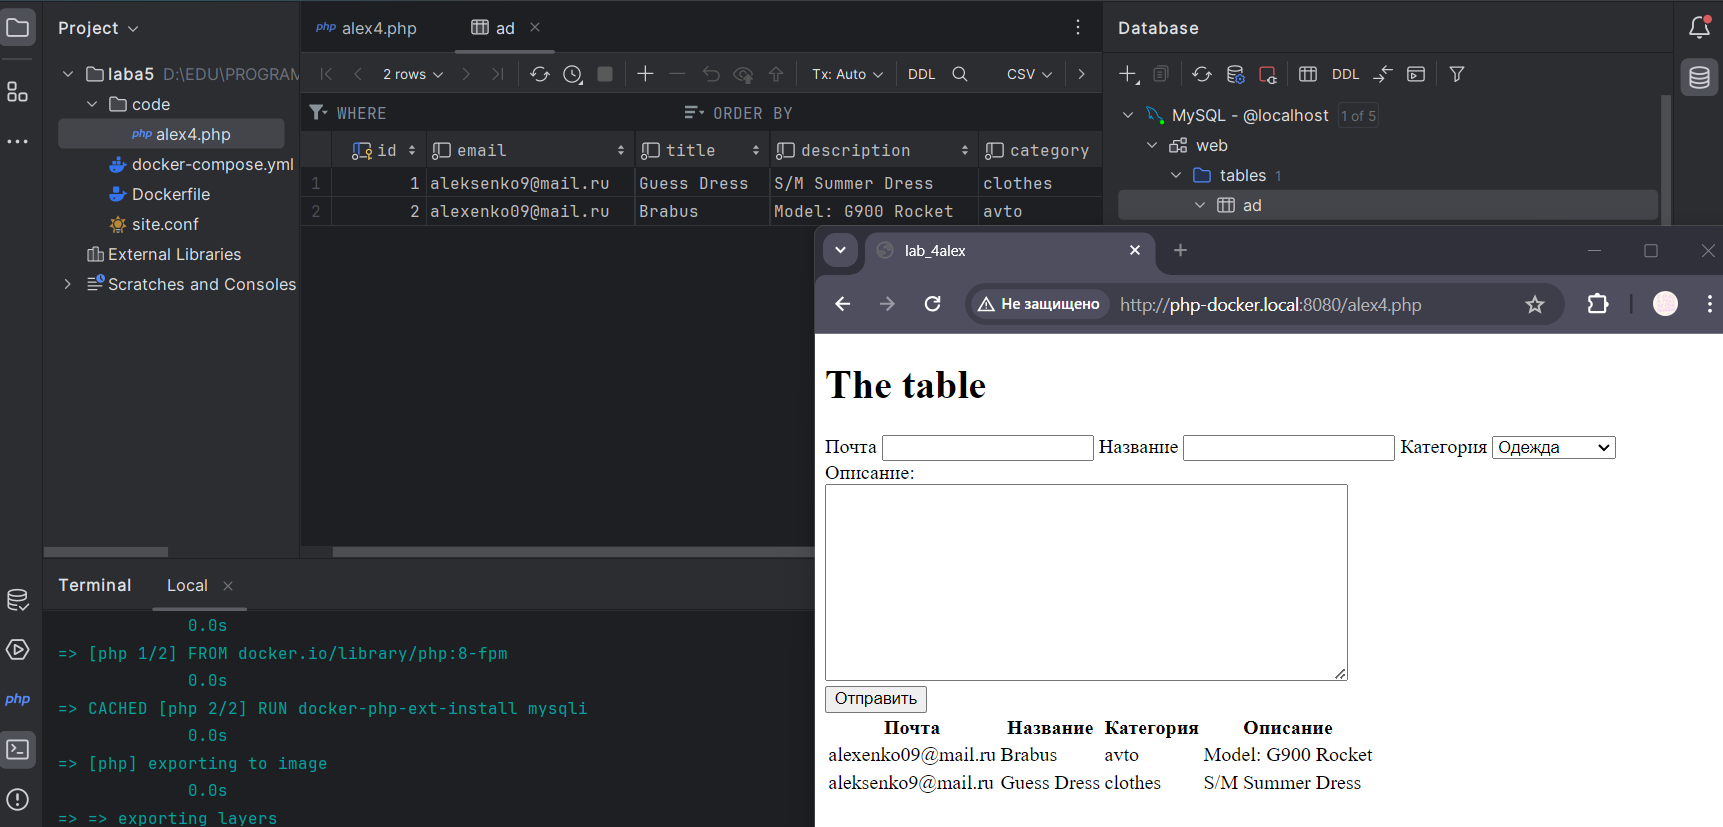 Project
laba5 D:\EDU\PROGRAM
code
alex4.php
docker-compose.yml
Dockerfile
site.conf
External Libraries
Scratches and Consoles
php alex4.php
ad
2 rows
Tx: Auto
DDL
CSV
WHERE
ORDER BY
id email title description category
1 1 aleksenko9@mail.ru Guess Dress S/M Summer Dress clothes
2 2 alexenko09@mail.ru Brabus Model: G900 Rocket avto
Database
DDL
MySQL - @localhost 1 of 5
web
tables 1
ad
lab_4alex
Не защищено http://php-docker.local:8080/alex4.php
The table
Почта Название Категория Одежда
Описание:
Отправить
Почта Название Категория Описание
alexenko09@mail.ru Brabus avto Model: G900 Rocket
aleksenko9@mail.ru Guess Dress clothes S/M Summer Dress
Terminal Local
0.0s
=> [php 1/2] FROM docker.io/library/php:8-fpm
0.0s
=> CACHED [php 2/2] RUN docker-php-ext-install mysqli
0.0s
=> [php] exporting to image
0.0s
=> => exporting layers
php
php